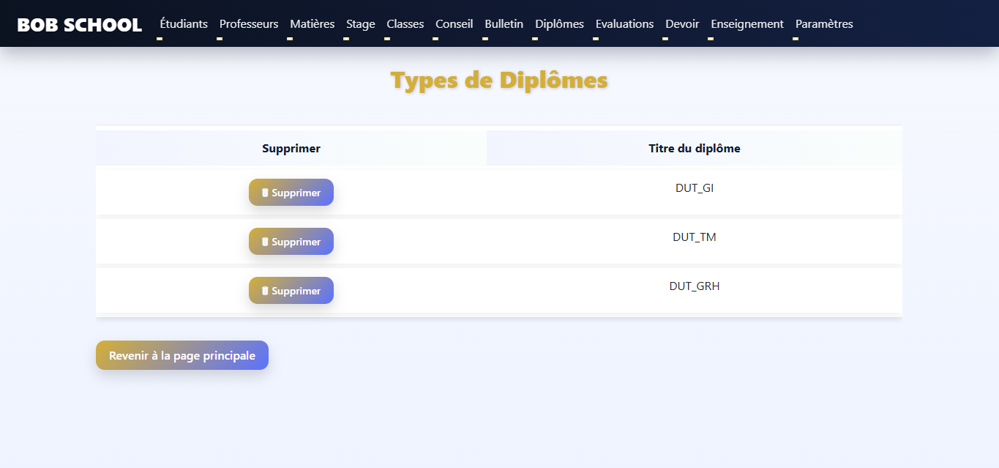 BOB SCHOOL Étudiants Professeurs Matières Stage Classes Conseil Bulletin Diplômes Evaluations Devoir Enseignement Paramètres
Types de Diplômes
Supprimer Titre du diplôme
Supprimer DUT_GI
Supprimer DUT_TM
Supprimer DUT_GRH
Revenir à la page principale